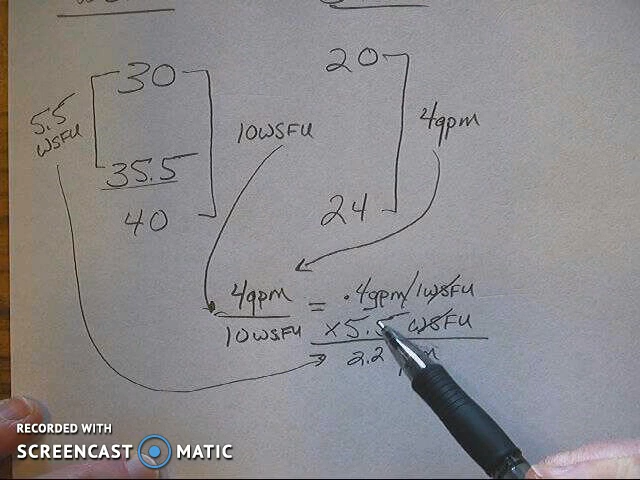 30
20
5.5
WSFU
10WSFU
4gpm
35.5
40
24
4gpm
10WSFU
= .4gpm/1WSFU
x 5.5 WSFU
2.2
RECORDED WITH
SCREENCAST MATIC